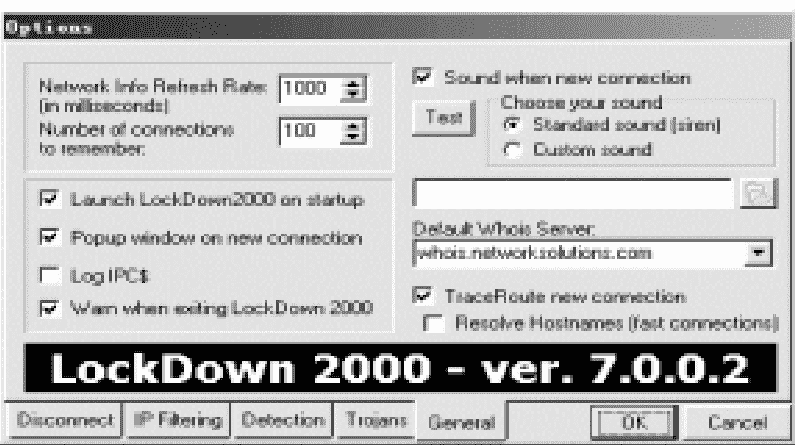 Options
Network Info Refresh Rate:
(in milliseconds)
1000
Number of connections
to remember:
100
Launch LockDown2000 on startup
Popup window on new connection
Log IPC$
Warn when exiting LockDown 2000
Sound when new connection
Test
Choose your sound
Standard sound (siren)
Custom sound
Default Whois Server:
whois.networksolutions.com
TraceRoute new connection
Resolve Hostnames (fast connections)
LockDown 2000 - ver. 7.0.0.2
Disconnect IP Filtering Detection Trojans General OK Cancel